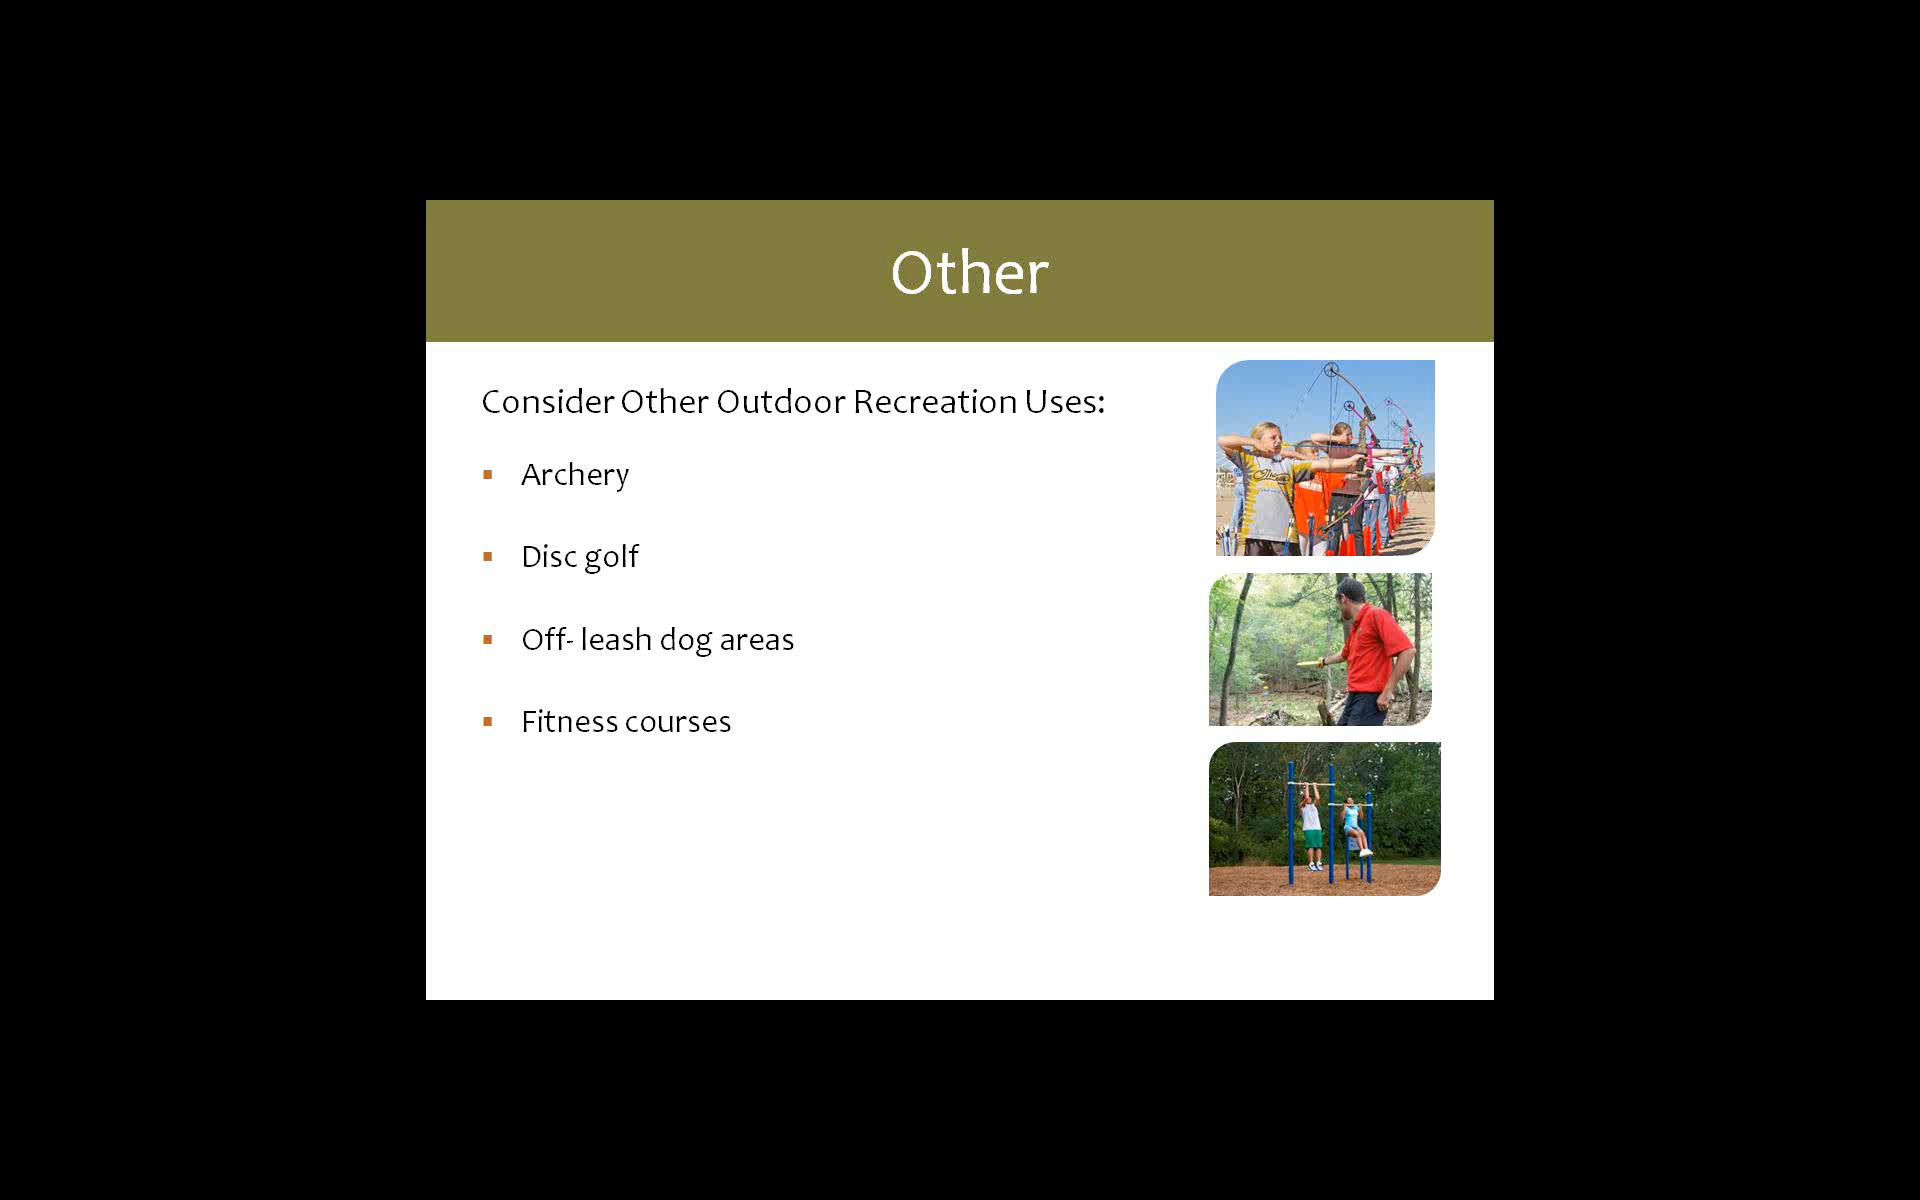 Other
Consider Other Outdoor Recreation Uses:
Archery
Disc golf
Off- leash dog areas
Fitness courses